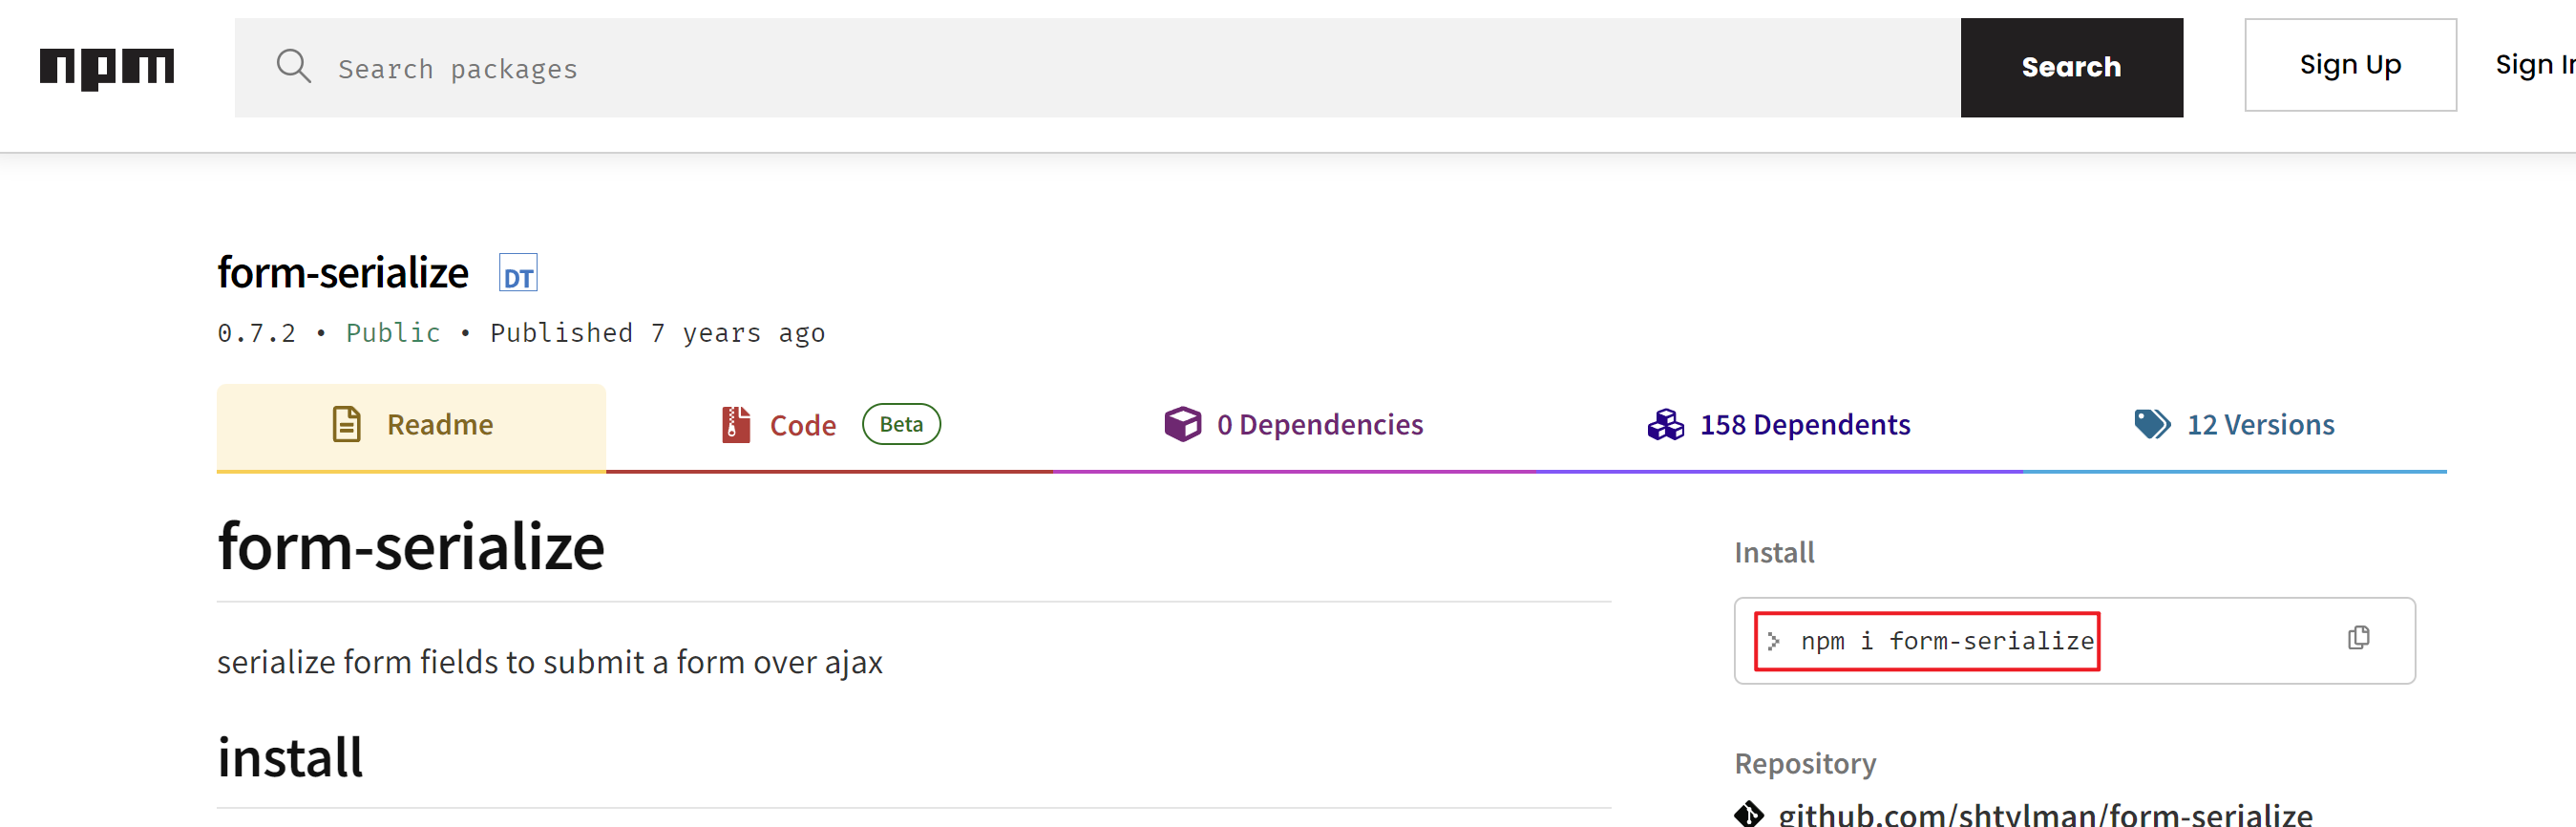 npm Search packages Search Sign Up Sign In
form-serialize DT
0.7.2 • Public • Published 7 years ago
Readme Code Beta 0 Dependencies 158 Dependents 12 Versions
form-serialize
serialize form fields to submit a form over ajax
install
Install
> npm i form-serialize
Repository
github.com/shtylman/form-serialize